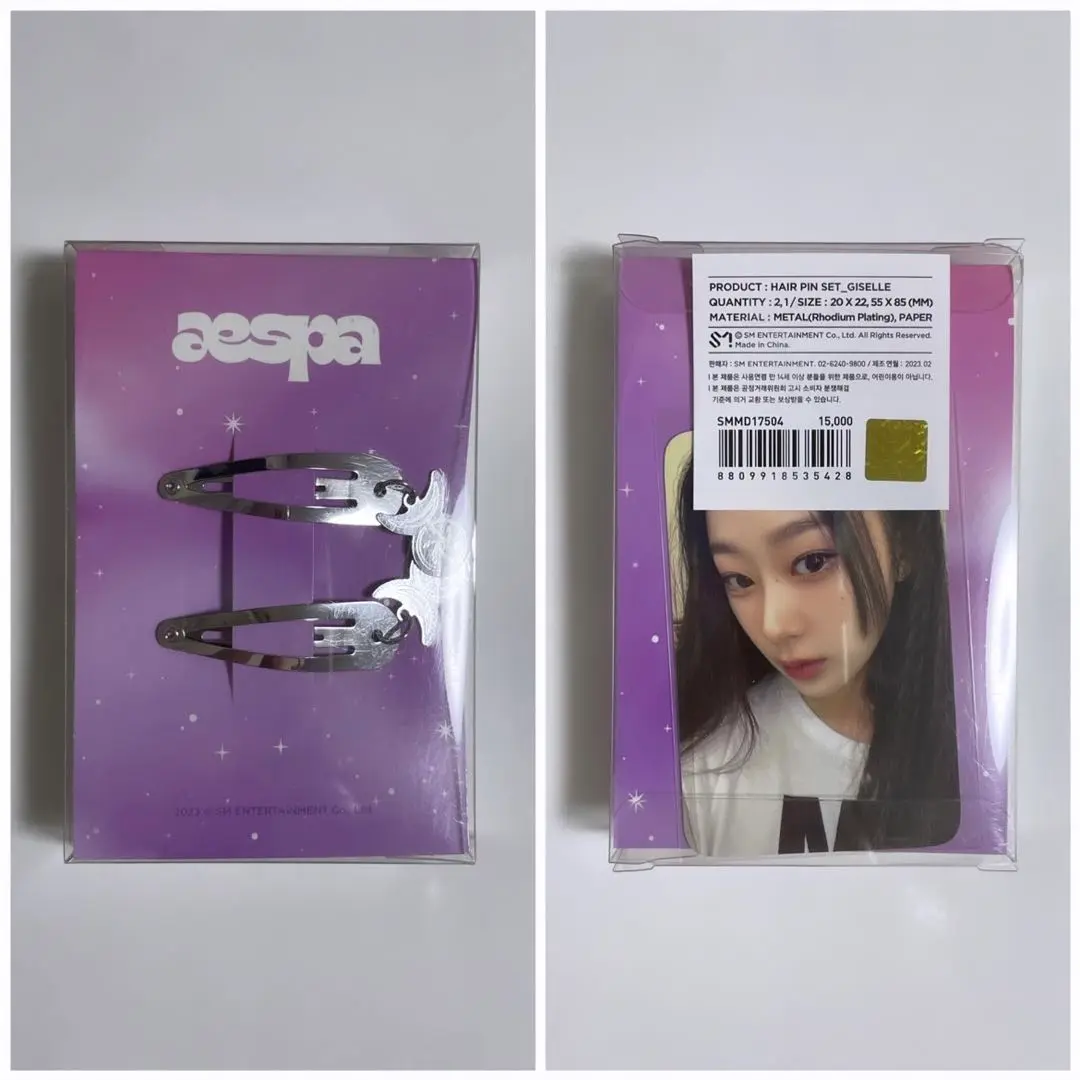 aespa
2023 © SM ENTERTAINMENT Co., Ltd.
PRODUCT : HAIR PIN SET_GISELLE
QUANTITY : 2, 1 / SIZE : 20 X 22, 55 X 85 (MM)
MATERIAL : METAL(Rhodium Plating), PAPER
SM! © SM ENTERTAINMENT Co., Ltd. All Rights Reserved.
Made in China.
판매자 : SM ENTERTAINMENT. 02-6240-9800 / 제조 연월 : 2023. 02
본 제품은 사용연령 만 14세 이상 분들을 위한 제품으로, 어린이용이 아닙니다.
본 제품은 공정거래위원회 고시 소비자 분쟁해결
기준에 의거 교환 또는 보상받을 수 있습니다.
SMMD17504 15,000
8809918535428